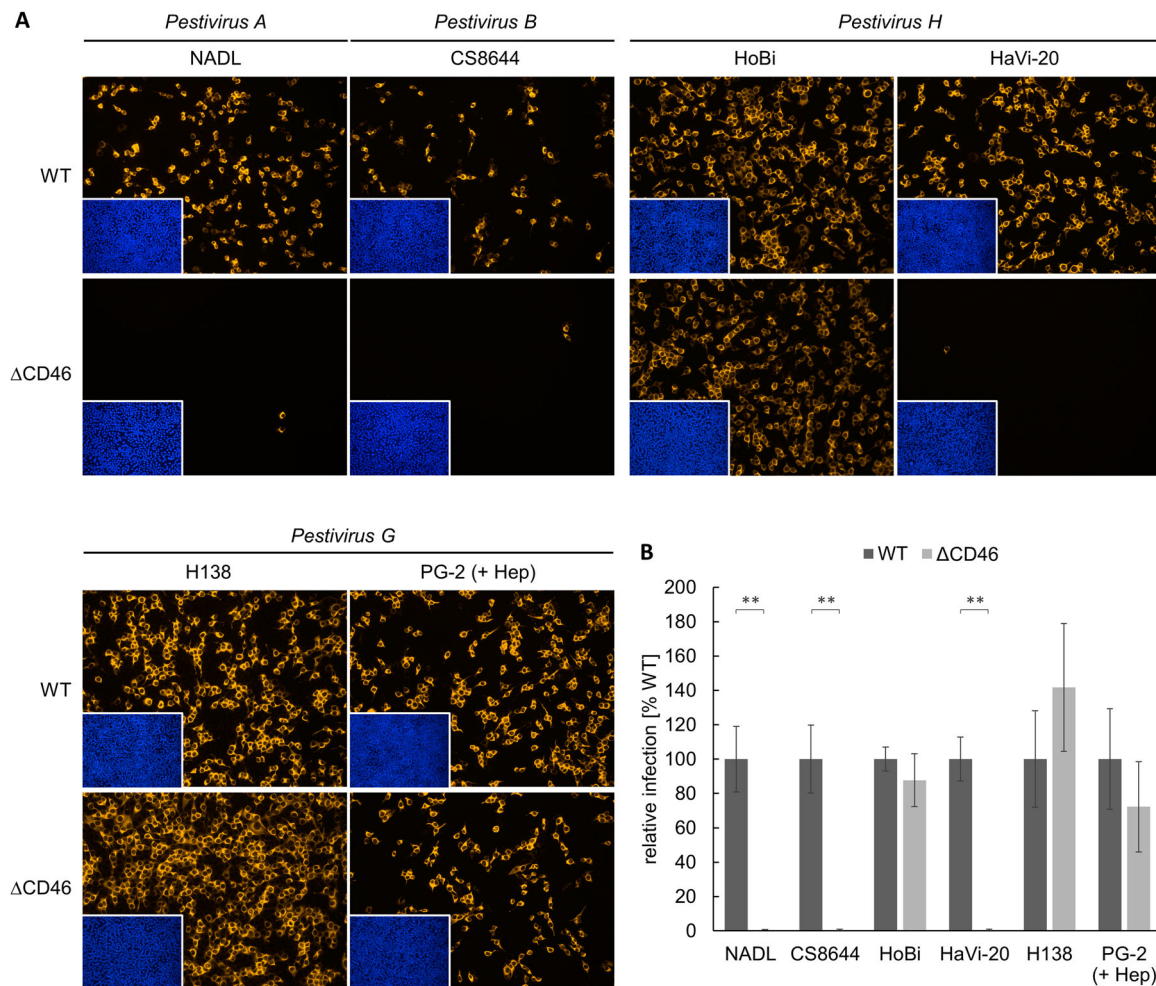 A
Pestivirus A
Pestivirus B
Pestivirus H
NADL
CS8644
HoBi
HaVi-20
WT
ΔCD46
Pestivirus G
H138
PG-2 (+ Hep)
WT
ΔCD46
B
WT
ΔCD46
relative infection [% WT]
200
180
160
140
120
100
80
60
40
20
0
**
**
**
NADL
CS8644
HoBi
HaVi-20
H138
PG-2
(+ Hep)